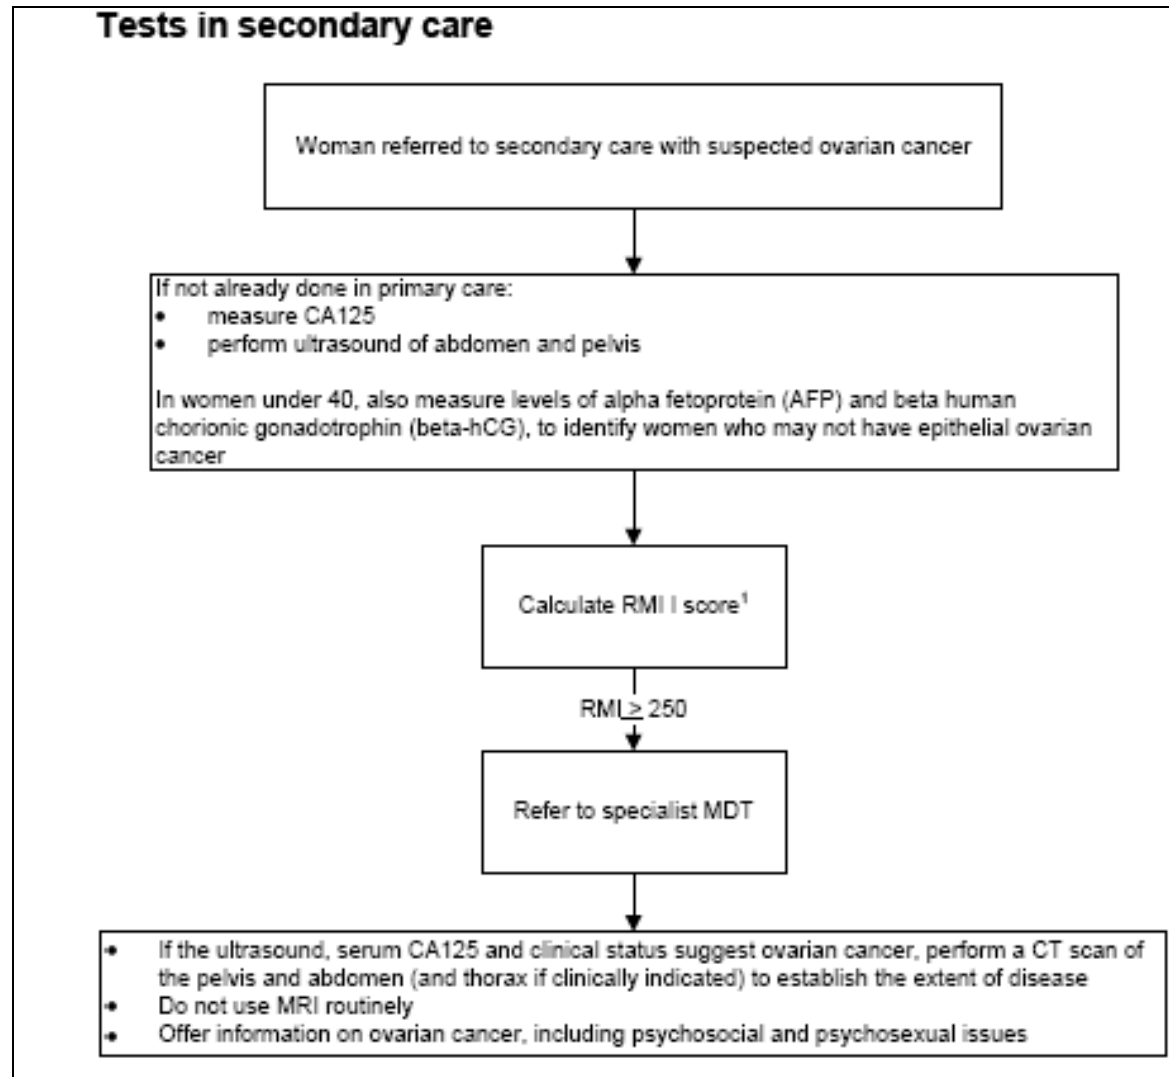 Tests in secondary care
Woman referred to secondary care with suspected ovarian cancer
If not already done in primary care:
• measure CA125
• perform ultrasound of abdomen and pelvis
In women under 40, also measure levels of alpha fetoprotein (AFP) and beta human
chorionic gonadotrophin (beta-hCG), to identify women who may not have epithelial ovarian
cancer
Calculate RMI I score¹
RMI ≥ 250
Refer to specialist MDT
• If the ultrasound, serum CA125 and clinical status suggest ovarian cancer, perform a CT scan of
the pelvis and abdomen (and thorax if clinically indicated) to establish the extent of disease
• Do not use MRI routinely
• Offer information on ovarian cancer, including psychosocial and psychosexual issues